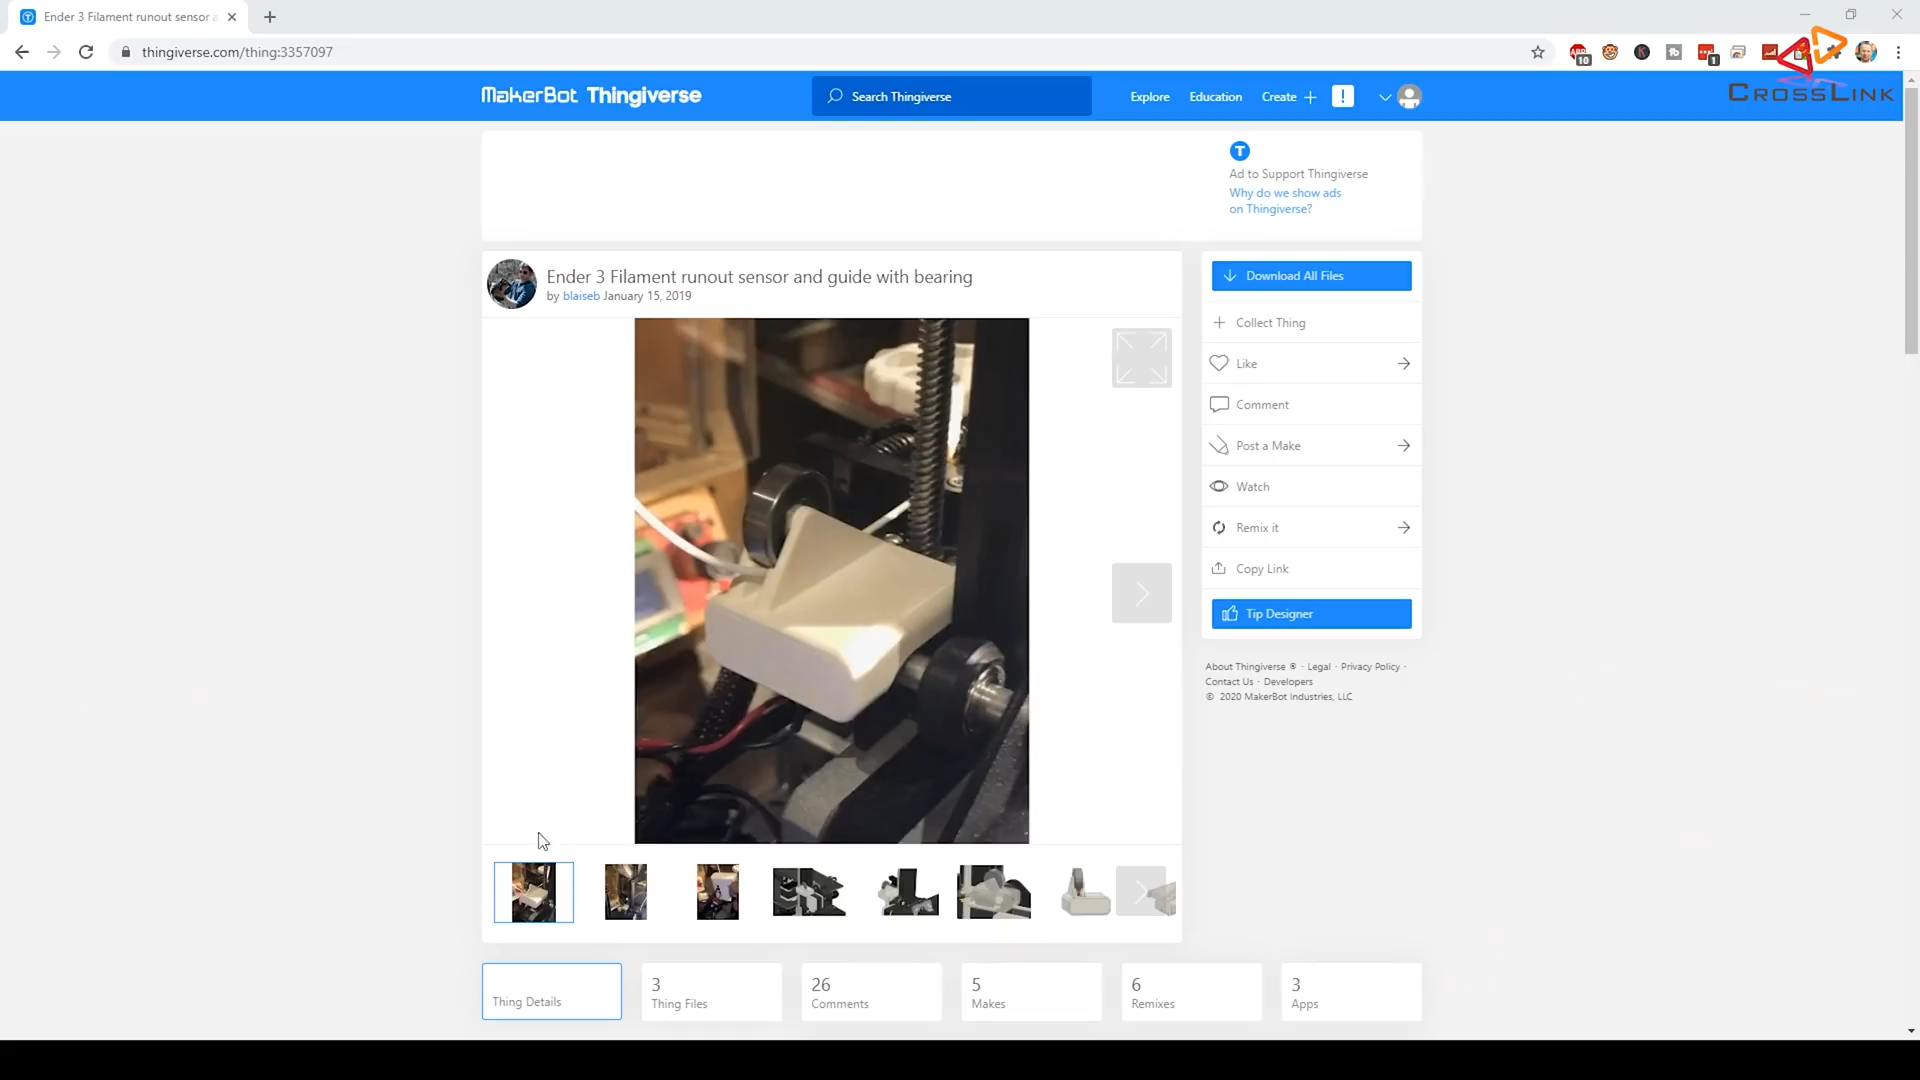 Ender 3 Filament runout sensor a
thingiverse.com/thing:3357097
10
1
CROSSLINK
MakerBot Thingiverse
Search Thingiverse
Explore
Education
Create
Ad to Support Thingiverse
Why do we show ads
on Thingiverse?
Ender 3 Filament runout sensor and guide with bearing
by blaiseb January 15, 2019
Download All Files
Collect Thing
Like
Comment
Post a Make
Watch
Remix it
Copy Link
Tip Designer
About Thingiverse ® · Legal · Privacy Policy ·
Contact Us · Developers
© 2020 MakerBot Industries, LLC
Thing Details
3
Thing Files
26
Comments
5
Makes
6
Remixes
3
Apps